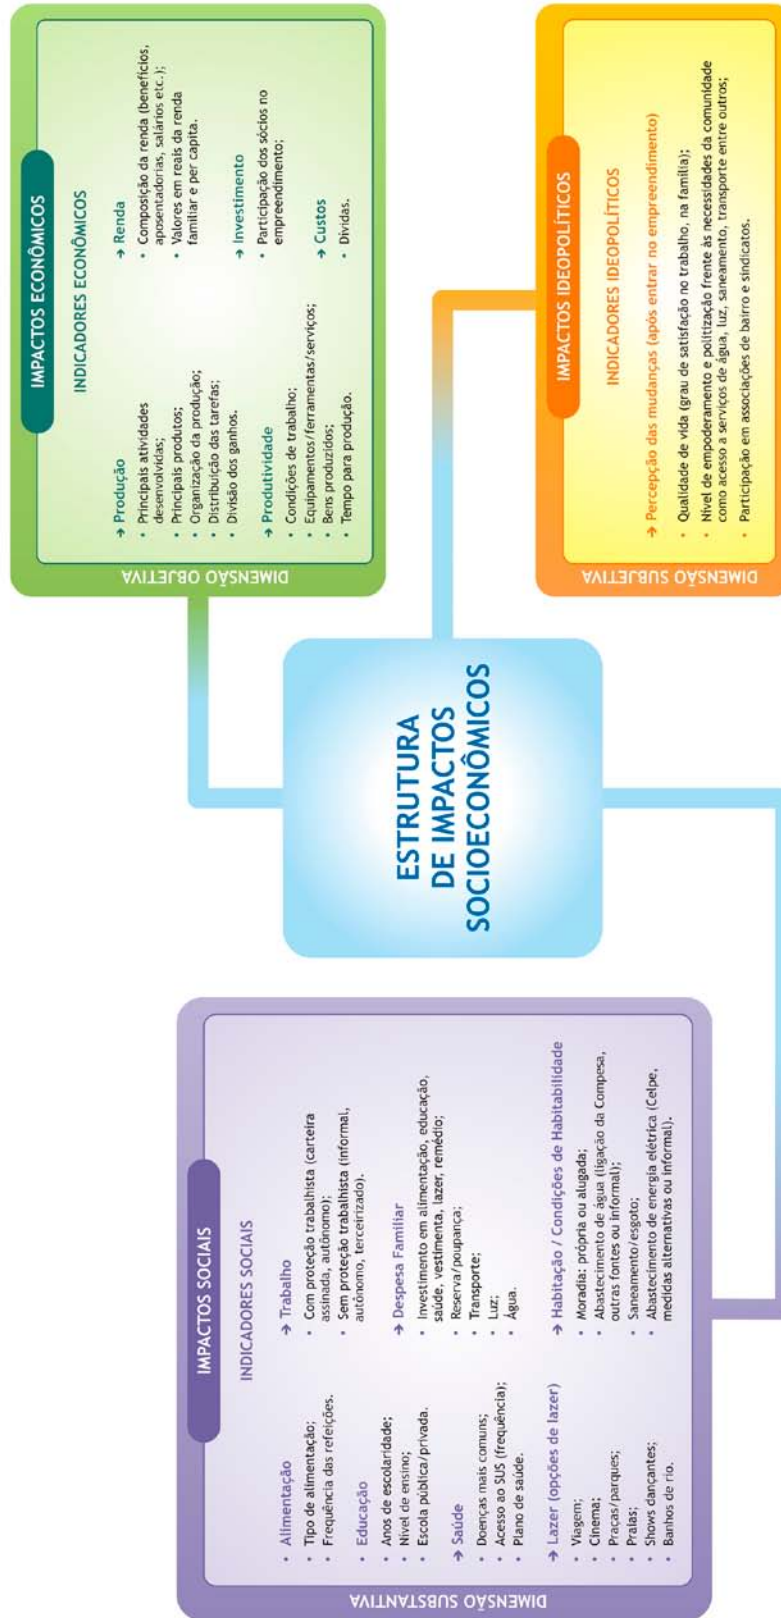 ESTRUTURA
DE IMPACTOS
SOCIOECONÔMICOS
DIMENSÃO SUBSTANTIVA
IMPACTOS SOCIAIS
INDICADORES SOCIAIS
• Alimentação
• Tipo de alimentação;
• Frequência das refeições.
• Educação
• Anos de escolaridade;
• Nível de ensino;
• Escola pública/privada.
→ Saúde
• Doenças mais comuns;
• Acesso ao SUS (frequência);
• Plano de saúde.
→ Lazer (opções de lazer)
• Viagem;
• Cinema;
• Praças/parques;
• Praias;
• Shows dançantes;
• Banhos de rio.
→ Trabalho
• Com proteção trabalhista (carteira
assinada, autônomo);
• Sem proteção trabalhista (informal,
autônomo, terceirizado).
→ Despesa Familiar
• Investimento em alimentação, educação,
saúde, vestimenta, lazer, remédio;
• Reserva/poupança;
• Transporte;
• Luz;
• Água.
→ Habitação / Condições de Habitabilidade
• Moradia: própria ou alugada;
• Abastecimento de água (ligação da Compesa,
outras fontes ou informal);
• Saneamento/esgoto;
• Abastecimento de energia elétrica (Celpe,
medidas alternativas ou informal).
DIMENSÃO OBJETIVA
IMPACTOS ECONÔMICOS
INDICADORES ECONÔMICOS
→ Produção
• Principais atividades
desenvolvidas;
• Principais produtos;
• Organização da produção;
• Distribuição das tarefas;
• Divisão dos ganhos.
→ Produtividade
• Condições de trabalho;
• Equipamentos/ferramentas/serviços;
• Bens produzidos;
• Tempo para produção.
→ Renda
• Composição da renda (benefícios,
aposentadorias, salários etc.);
• Valores em reais da renda
familiar e per capita.
→ Investimento
• Participação dos sócios no
empreendimento;
→ Custos
• Dívidas.
DIMENSÃO SUBJETIVA
IMPACTOS IDEOPOLÍTICOS
INDICADORES IDEOPOLÍTICOS
→ Percepção das mudanças (após entrar no empreendimento)
• Qualidade de vida (grau de satisfação no trabalho, na família);
• Nível de empoderamento e politização frente às necessidades da comunidade
como acesso a serviços de água, luz, saneamento, transporte entre outros;
• Participação em associações de bairro e sindicatos.